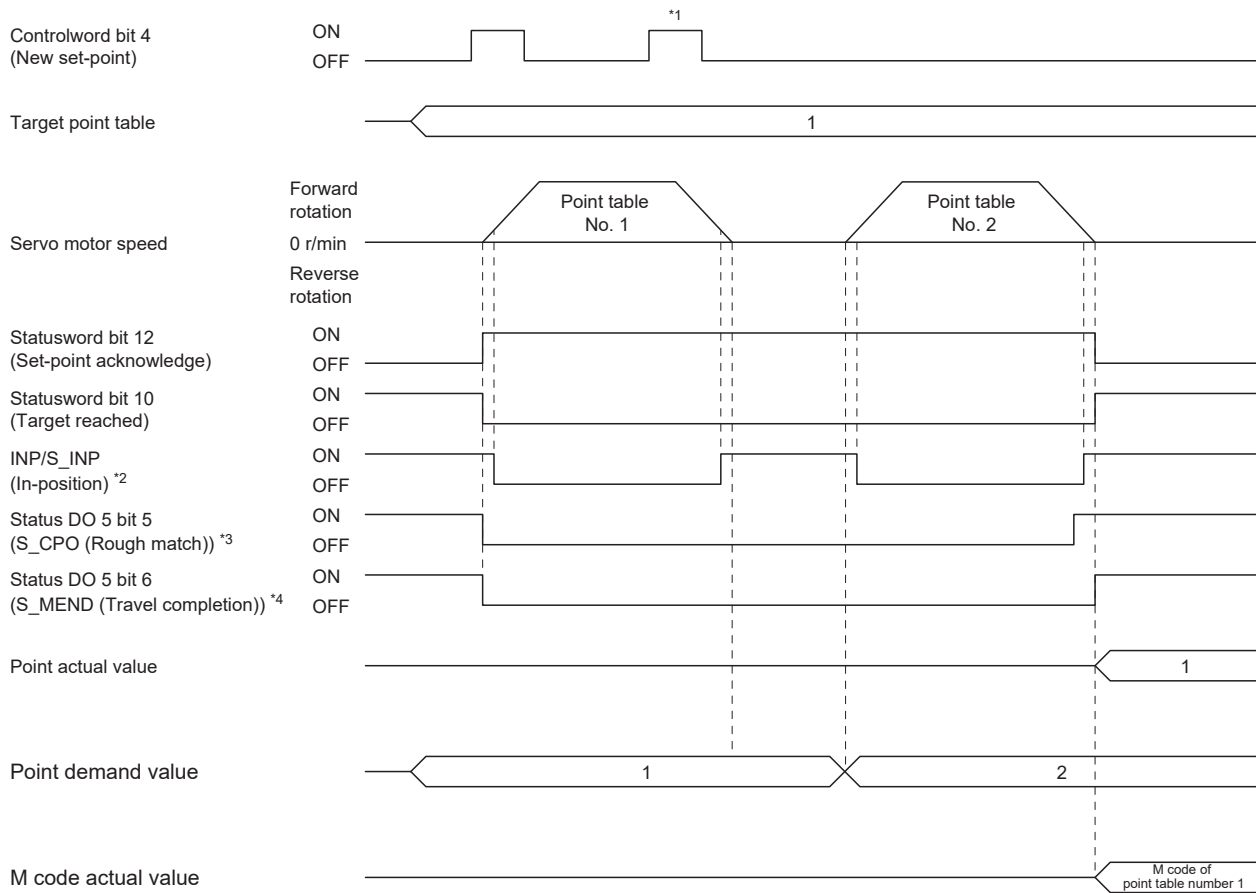 *1
Controlword bit 4
(New set-point)
ON
OFF
Target point table
1
Servo motor speed
Forward
rotation
0 r/min
Reverse
rotation
Point table
No. 1
Point table
No. 2
Statusword bit 12
(Set-point acknowledge)
ON
OFF
Statusword bit 10
(Target reached)
ON
OFF
INP/S_INP
(In-position) *2
ON
OFF
Status DO 5 bit 5
(S_CPO (Rough match)) *3
ON
OFF
Status DO 5 bit 6
(S_MEND (Travel completion)) *4
ON
OFF
Point actual value
1
Point demand value
1
2
M code actual value
M code of
point table number 1